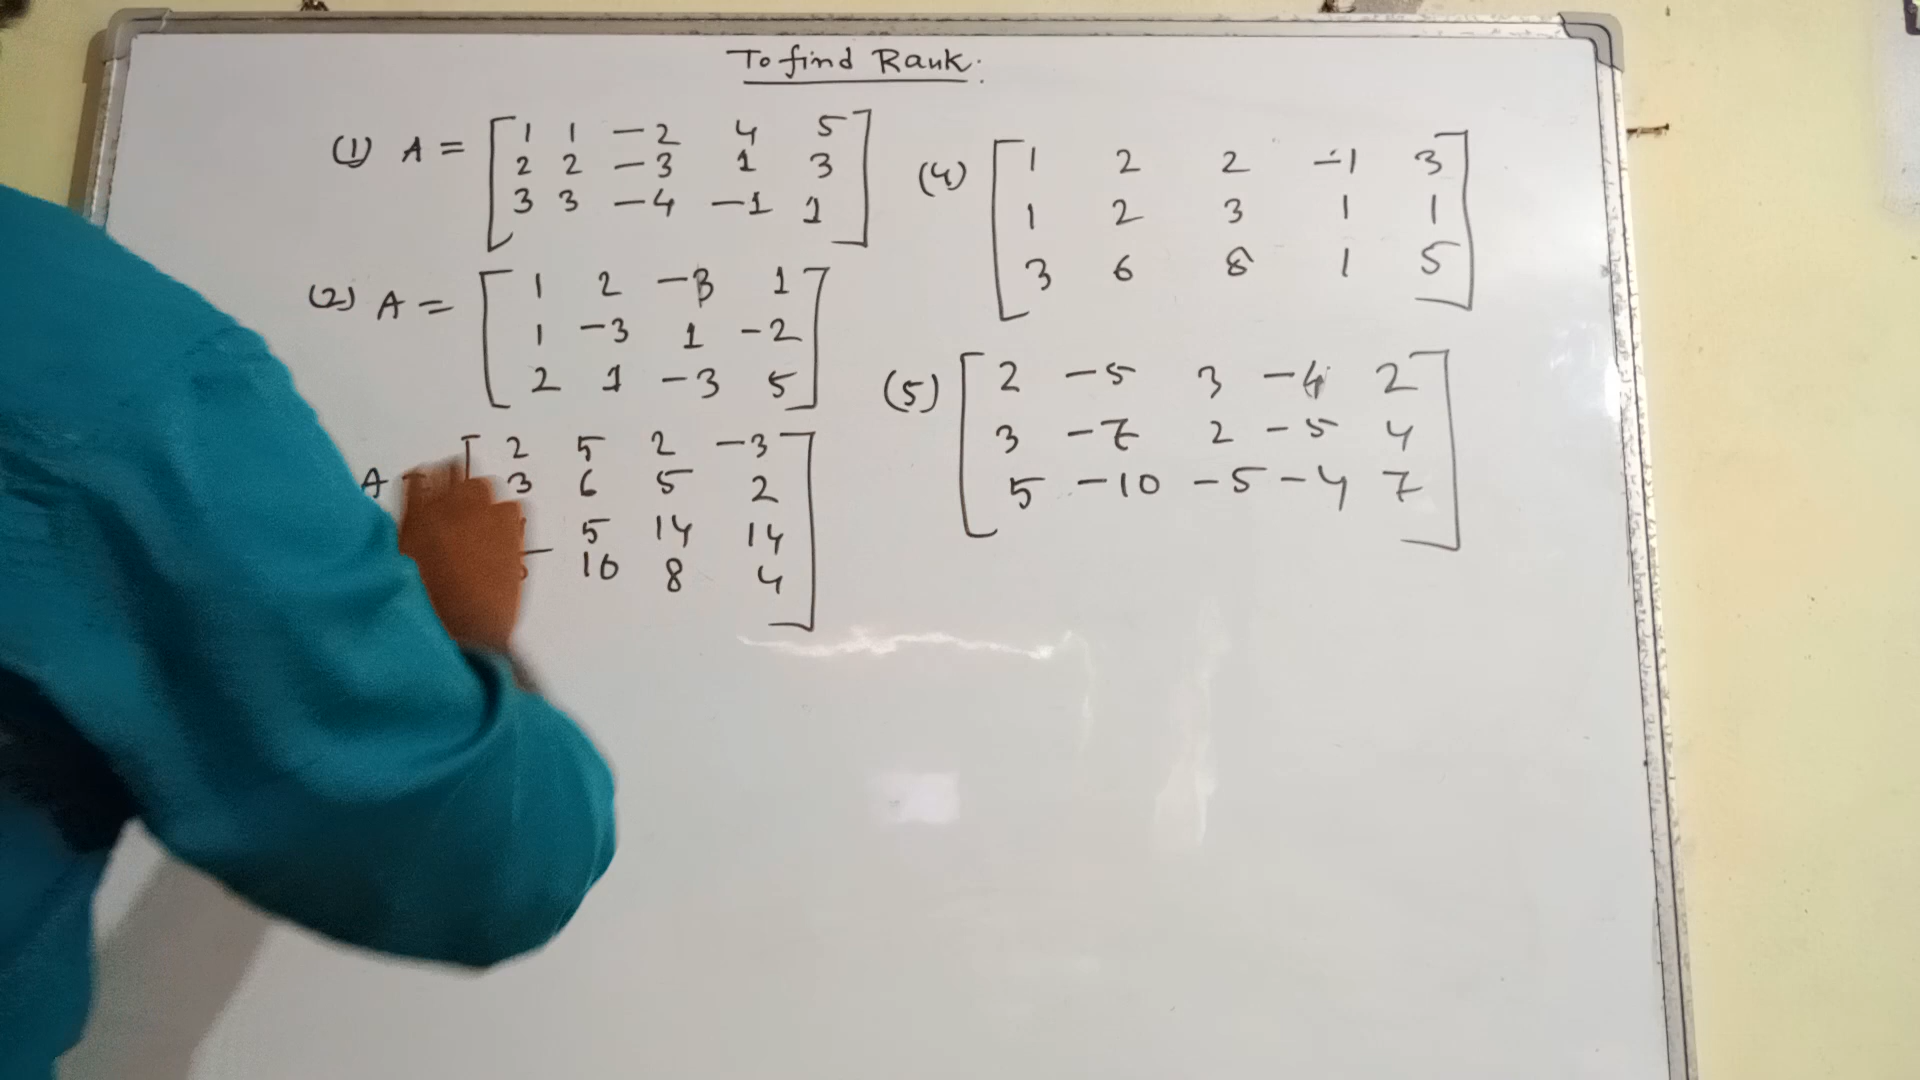 To find Rank.
(1) A = [ 1 1 -2 4 5
2 2 -3 1 3
3 3 -4 -1 1 ]
(2) A = [ 1 2 -3 1
1 -3 1 -2
2 1 -3 5 ]
A = [ 2 5 2 -3
3 6 5 2
5 14 14
10 8 4 ]
(4) [ 1 2 2 -1 3
1 2 3 1 1
3 6 8 1 5 ]
(5) [ 2 -5 3 -4 2
3 -7 2 -5 4
5 -10 -5 -4 7 ]